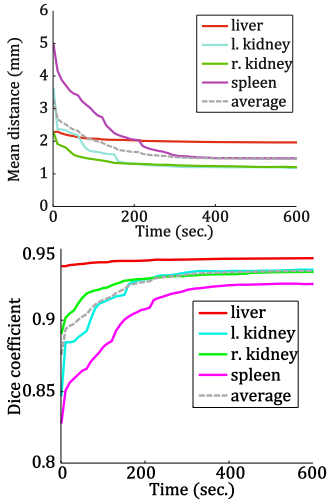 6
5
4
3
2
1
0
Mean distance (mm)
liver
l. kidney
r. kidney
spleen
average
0 200 400 600
Time (sec.)
0.95
0.9
0.85
0.8
Dice coefficient
liver
l. kidney
r. kidney
spleen
average
0 200 400 600
Time (sec.)